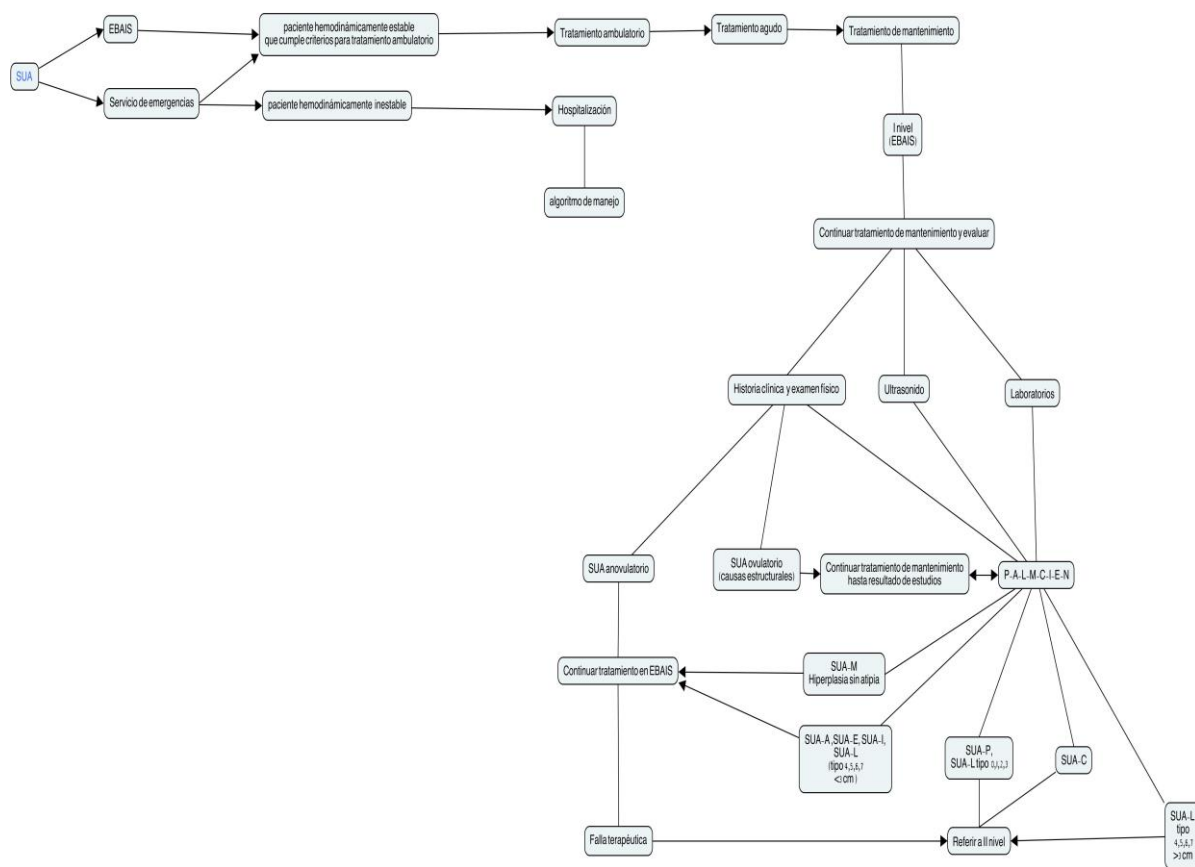 SUA
EBAIS
paciente hemodinámicamente estable
que cumple criterios para tratamiento ambulatorio
Tratamiento ambulatorio
Tratamiento agudo
Tratamiento de mantenimiento
Servicio de emergencias
paciente hemodinámicamente inestable
Hospitalización
algoritmo de manejo
I nivel
(EBAIS)
Continuar tratamiento de mantenimiento y evaluar
Historia clínica y examen físico
Ultrasonido
Laboratorios
SUA anovulatorio
SUA ovulatorio
(causas estructurales)
Continuar tratamiento de mantenimiento
hasta resultado de estudios
P-A-L-M-C-I-E-N
Continuar tratamiento en EBAIS
SUA-M
Hiperplasia sin atipia
SUA-A, SUA-E, SUA-I,
SUA-L
(tipo 4,5,6,7
cm)
SUA-P,
SUA-L tipo 0,1,2,3
SUA-C
SUA-L
tipo
4,5,6,7
cm
Falla terapéutica
Referir a II nivel